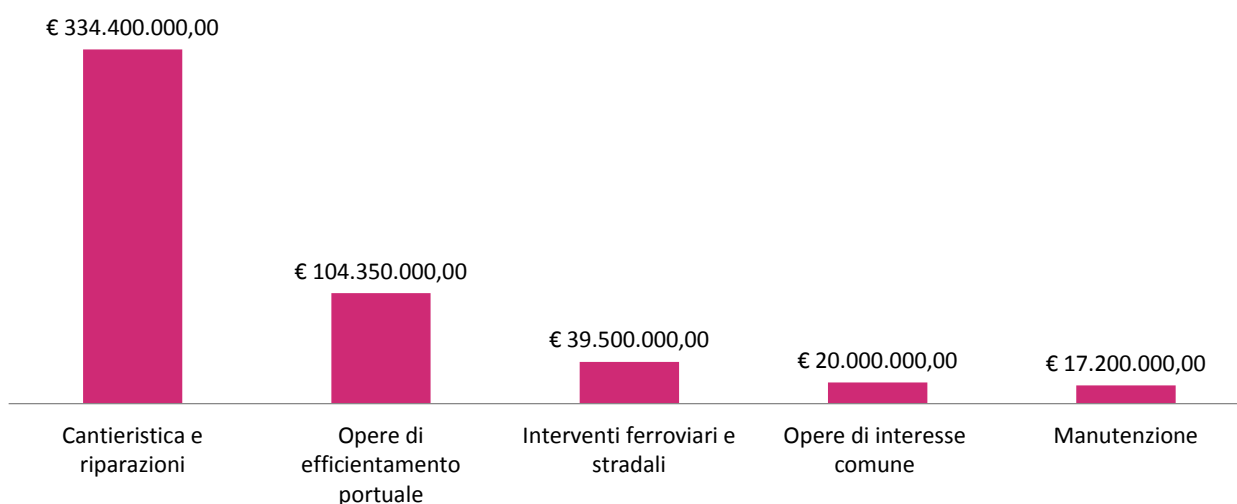 € 334.400.000,00
€ 104.350.000,00
€ 39.500.000,00
€ 20.000.000,00
€ 17.200.000,00
Cantieristica e
riparazioni
Opere di
efficientamento
portuale
Interventi ferroviari e
stradali
Opere di interesse
comune
Manutenzione